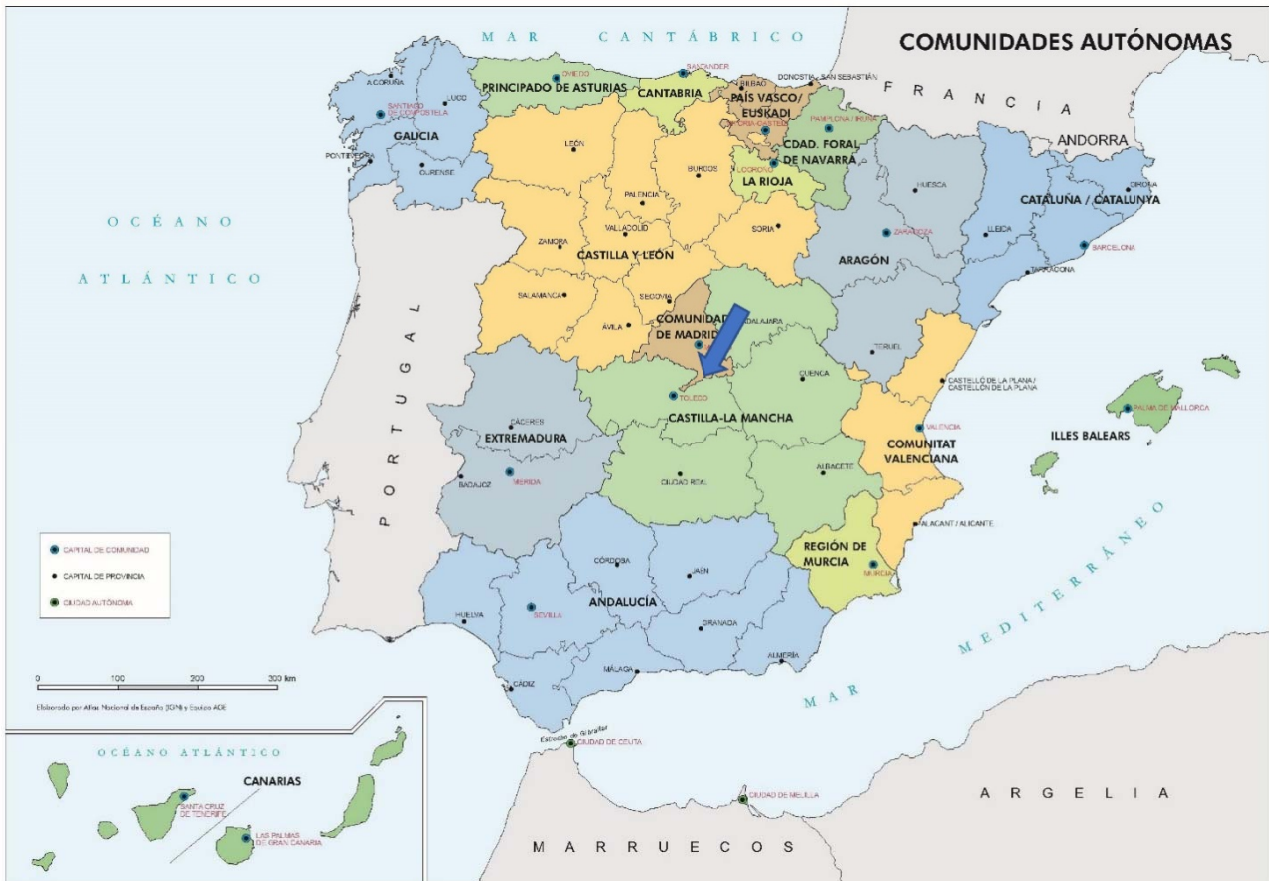 COMUNIDADES AUTÓNOMAS
MAR CANTÁBRICO
FRANCIA
ANDORRA
OCÉANO
ATLÁNTICO
PORTUGAL
A CORUÑA
LUGO
SANTIAGO
DE COMPOSTELA
GALICIA
PONTEVEDRA
OURENSE
OVIEDO
PRINCIPADO DE ASTURIAS
SANTANDER
CANTABRIA
BILBAO
DONOSTIA - SAN SEBASTIÁN
PAÍS VASCO/
EUSKADI
PAMPLONA / IRUÑA
CDAD. FORAL
DE NAVARRA
LOGROÑO
LA RIOJA
LEÓN
BURGOS
PALENCIA
VALLADOLID
ZAMORA
CASTILLA Y LEÓN
SORIA
SALAMANCA
SEGOVIA
ÁVILA
HUESCA
ZARAGOZA
ARAGÓN
TERUEL
GIRONA
CATALUÑA / CATALUNYA
LLEIDA
BARCELONA
TARRAGONA
COMUNIDAD
DE MADRID
CUENCA
TOLEDO
CASTILLA-LA MANCHA
CIUDAD REAL
ALBACETE
CÁCERES
EXTREMADURA
BADAJOZ
MÉRIDA
CASTELLÓ DE LA PLANA /
CASTELLÓN DE LA PLANA
VALENCIA
COMUNITAT
VALENCIANA
ALACANT / ALICANTE
PALMA DE MALLORCA
ILLES BALEARS
REGIÓN DE
MURCIA
MURCIA
CÓRDOBA
JAÉN
ANDALUCÍA
HUELVA
SEVILLA
GRANADA
ALMERÍA
MÁLAGA
CÁDIZ
MAR MEDITERRÁNEO
Estrecho de Gibraltar
CIUDAD DE CEUTA
CIUDAD DE MELILLA
MARRUECOS
ARGELIA
CAPITAL DE COMUNIDAD
CAPITAL DE PROVINCIA
CIUDAD AUTÓNOMA
0 100 200 300 km
Elaborado por Atlas Nacional de España (IGN) y Equipo AGE
OCÉANO ATLÁNTICO
CANARIAS
SANTA CRUZ
DE TENERIFE
LAS PALMAS
DE GRAN CANARIA